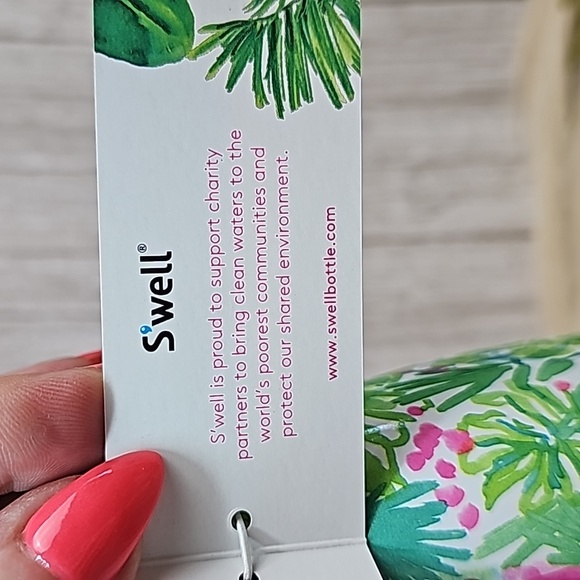 S'well®
S'well is proud to support charity
partners to bring clean waters to the
world's poorest communities and
protect our shared environment.
www.swellbottle.com